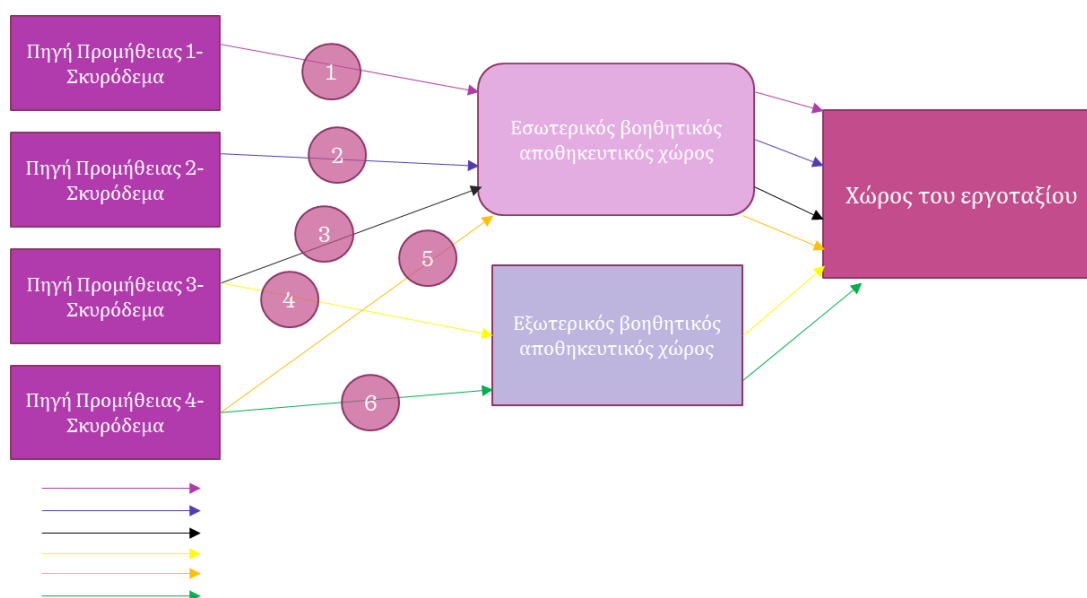 Πηγή Προμήθειας 1-
Σκυρόδεμα
1
Εσωτερικός βοηθητικός
αποθηκευτικός χώρος
Πηγή Προμήθειας 2-
Σκυρόδεμα
2
Χώρος του εργοταξίου
3
Πηγή Προμήθειας 3-
Σκυρόδεμα
4
5
Εξωτερικός βοηθητικός
αποθηκευτικός χώρος
Πηγή Προμήθειας 4-
Σκυρόδεμα
6